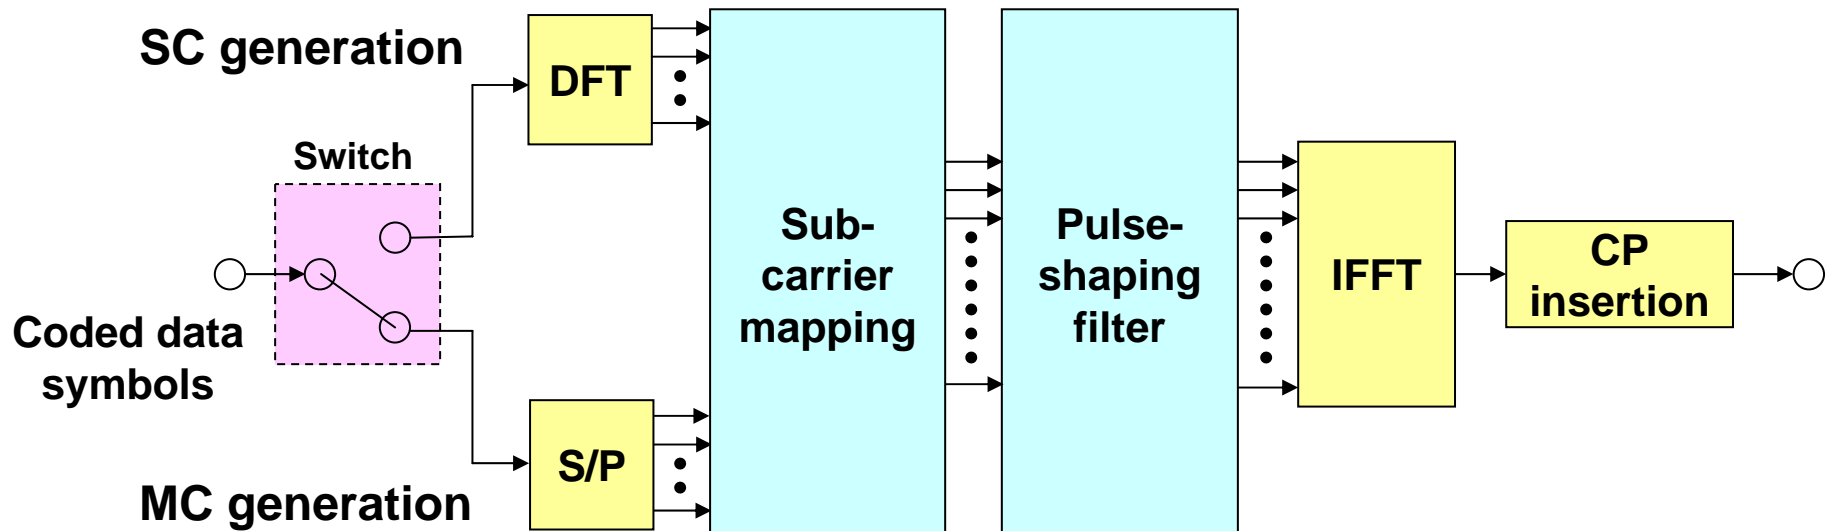 SC generation
DFT
Switch
Coded data
symbols
MC generation
S/P
Sub-
carrier
mapping
Pulse-
shaping
filter
IFFT
CP
insertion